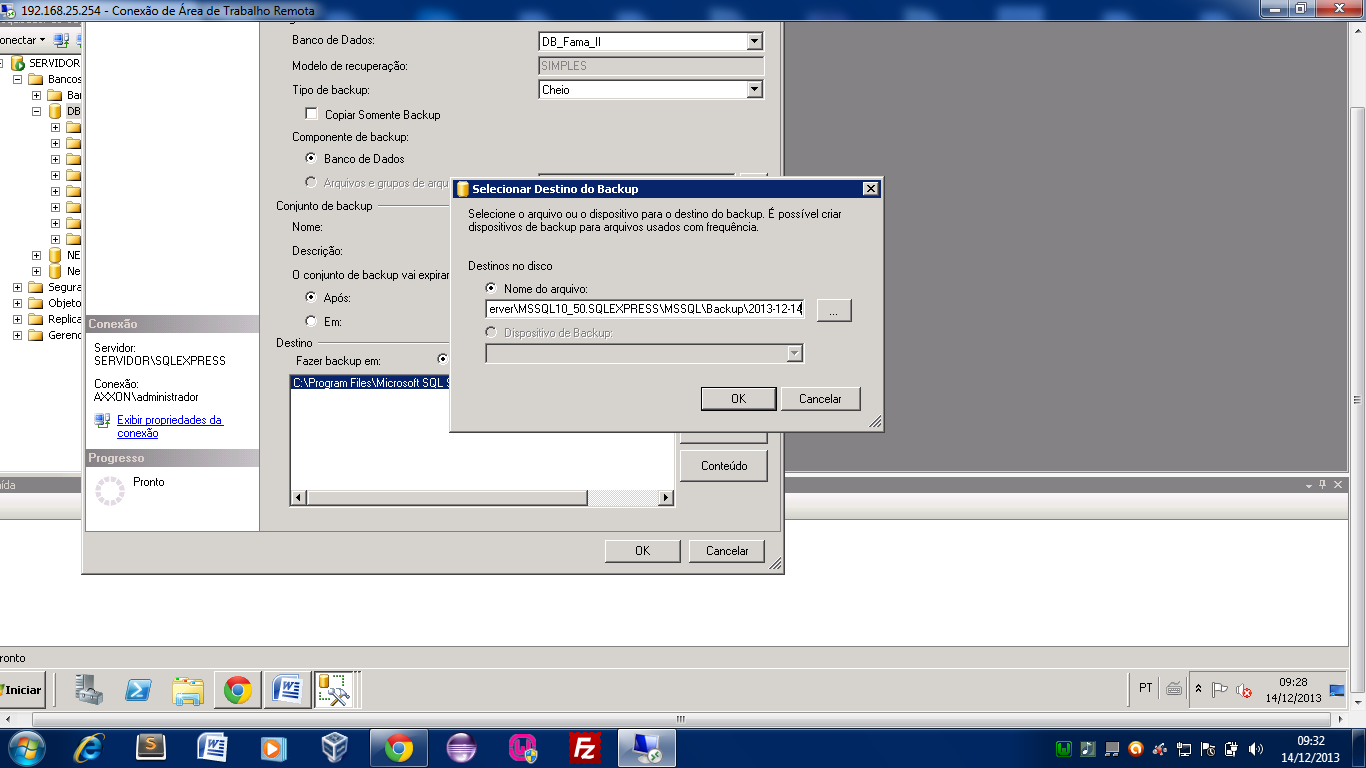 192.168.25.254 - Conexão de Área de Trabalho Remota
onectar
SERVIDOR
Bancos
Ba
DB
NE
Ne
Segura
Objeto
Replica
Gerenc
Banco de Dados:
DB_Fama_II
Modelo de recuperação:
SIMPLES
Tipo de backup:
Cheio
Copiar Somente Backup
Componente de backup:
Banco de Dados
Arquivos e grupos de arqu
Conjunto de backup
Nome:
Descrição:
O conjunto de backup vai expirar
Após:
Em:
Destino
Fazer backup em:
C:\Program Files\Microsoft SQL S
Conteúdo
OK
Cancelar
Selecionar Destino do Backup
Selecione o arquivo ou o dispositivo para o destino do backup. É possível criar
dispositivos de backup para arquivos usados com frequência.
Destinos no disco
Nome do arquivo:
erver\MSSQL10_50.SQLEXPRESS\MSSQL\Backup\2013-12-14
...
Dispositivo de Backup:
OK
Cancelar
Conexão
Servidor:
SERVIDOR\SQLEXPRESS
Conexão:
AXXON\administrador
Exibir propriedades da
conexão
Progresso
Pronto
ída
ronto
Iniciar
PT
09:28
14/12/2013
09:32
14/12/2013